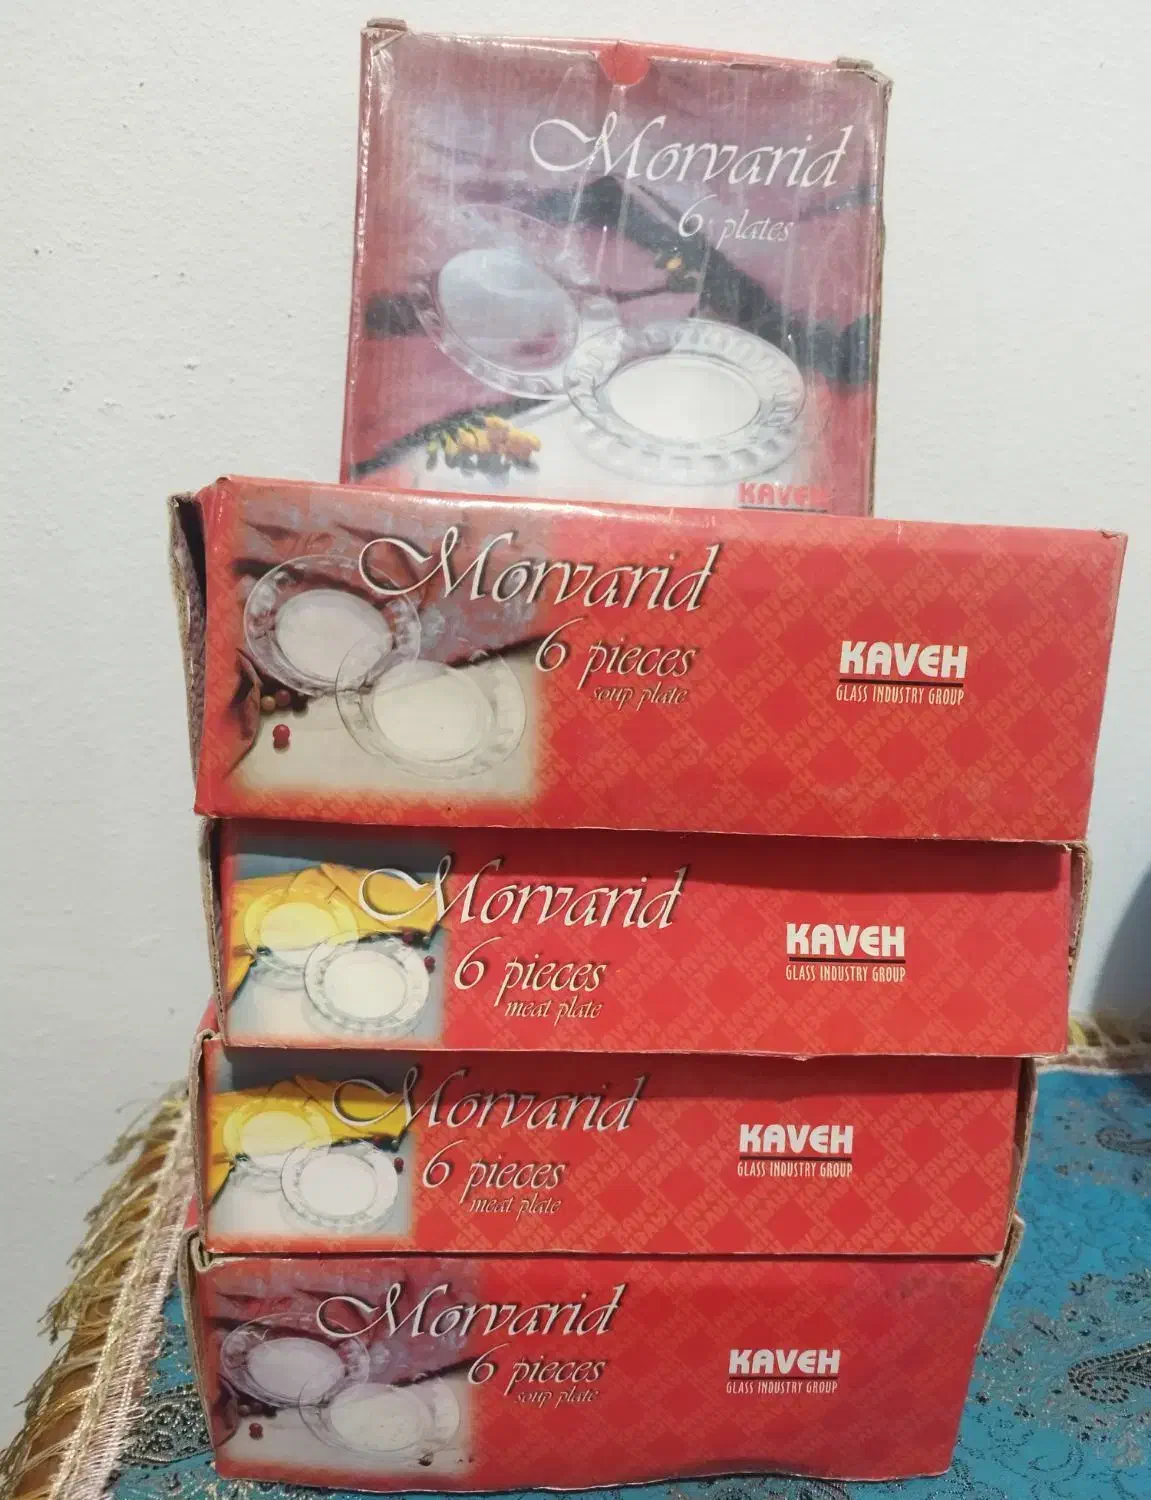 Morvarid
6 plates
KAVEH
Morvarid
6 pieces
soup plate
KAVEH
GLASS INDUSTRY GROUP
Morvarid
6 pieces
meat plate
KAVEH
GLASS INDUSTRY GROUP
Morvarid
6 pieces
meat plate
KAVEH
GLASS INDUSTRY GROUP
Morvarid
6 pieces
soup plate
KAVEH
GLASS INDUSTRY GROUP